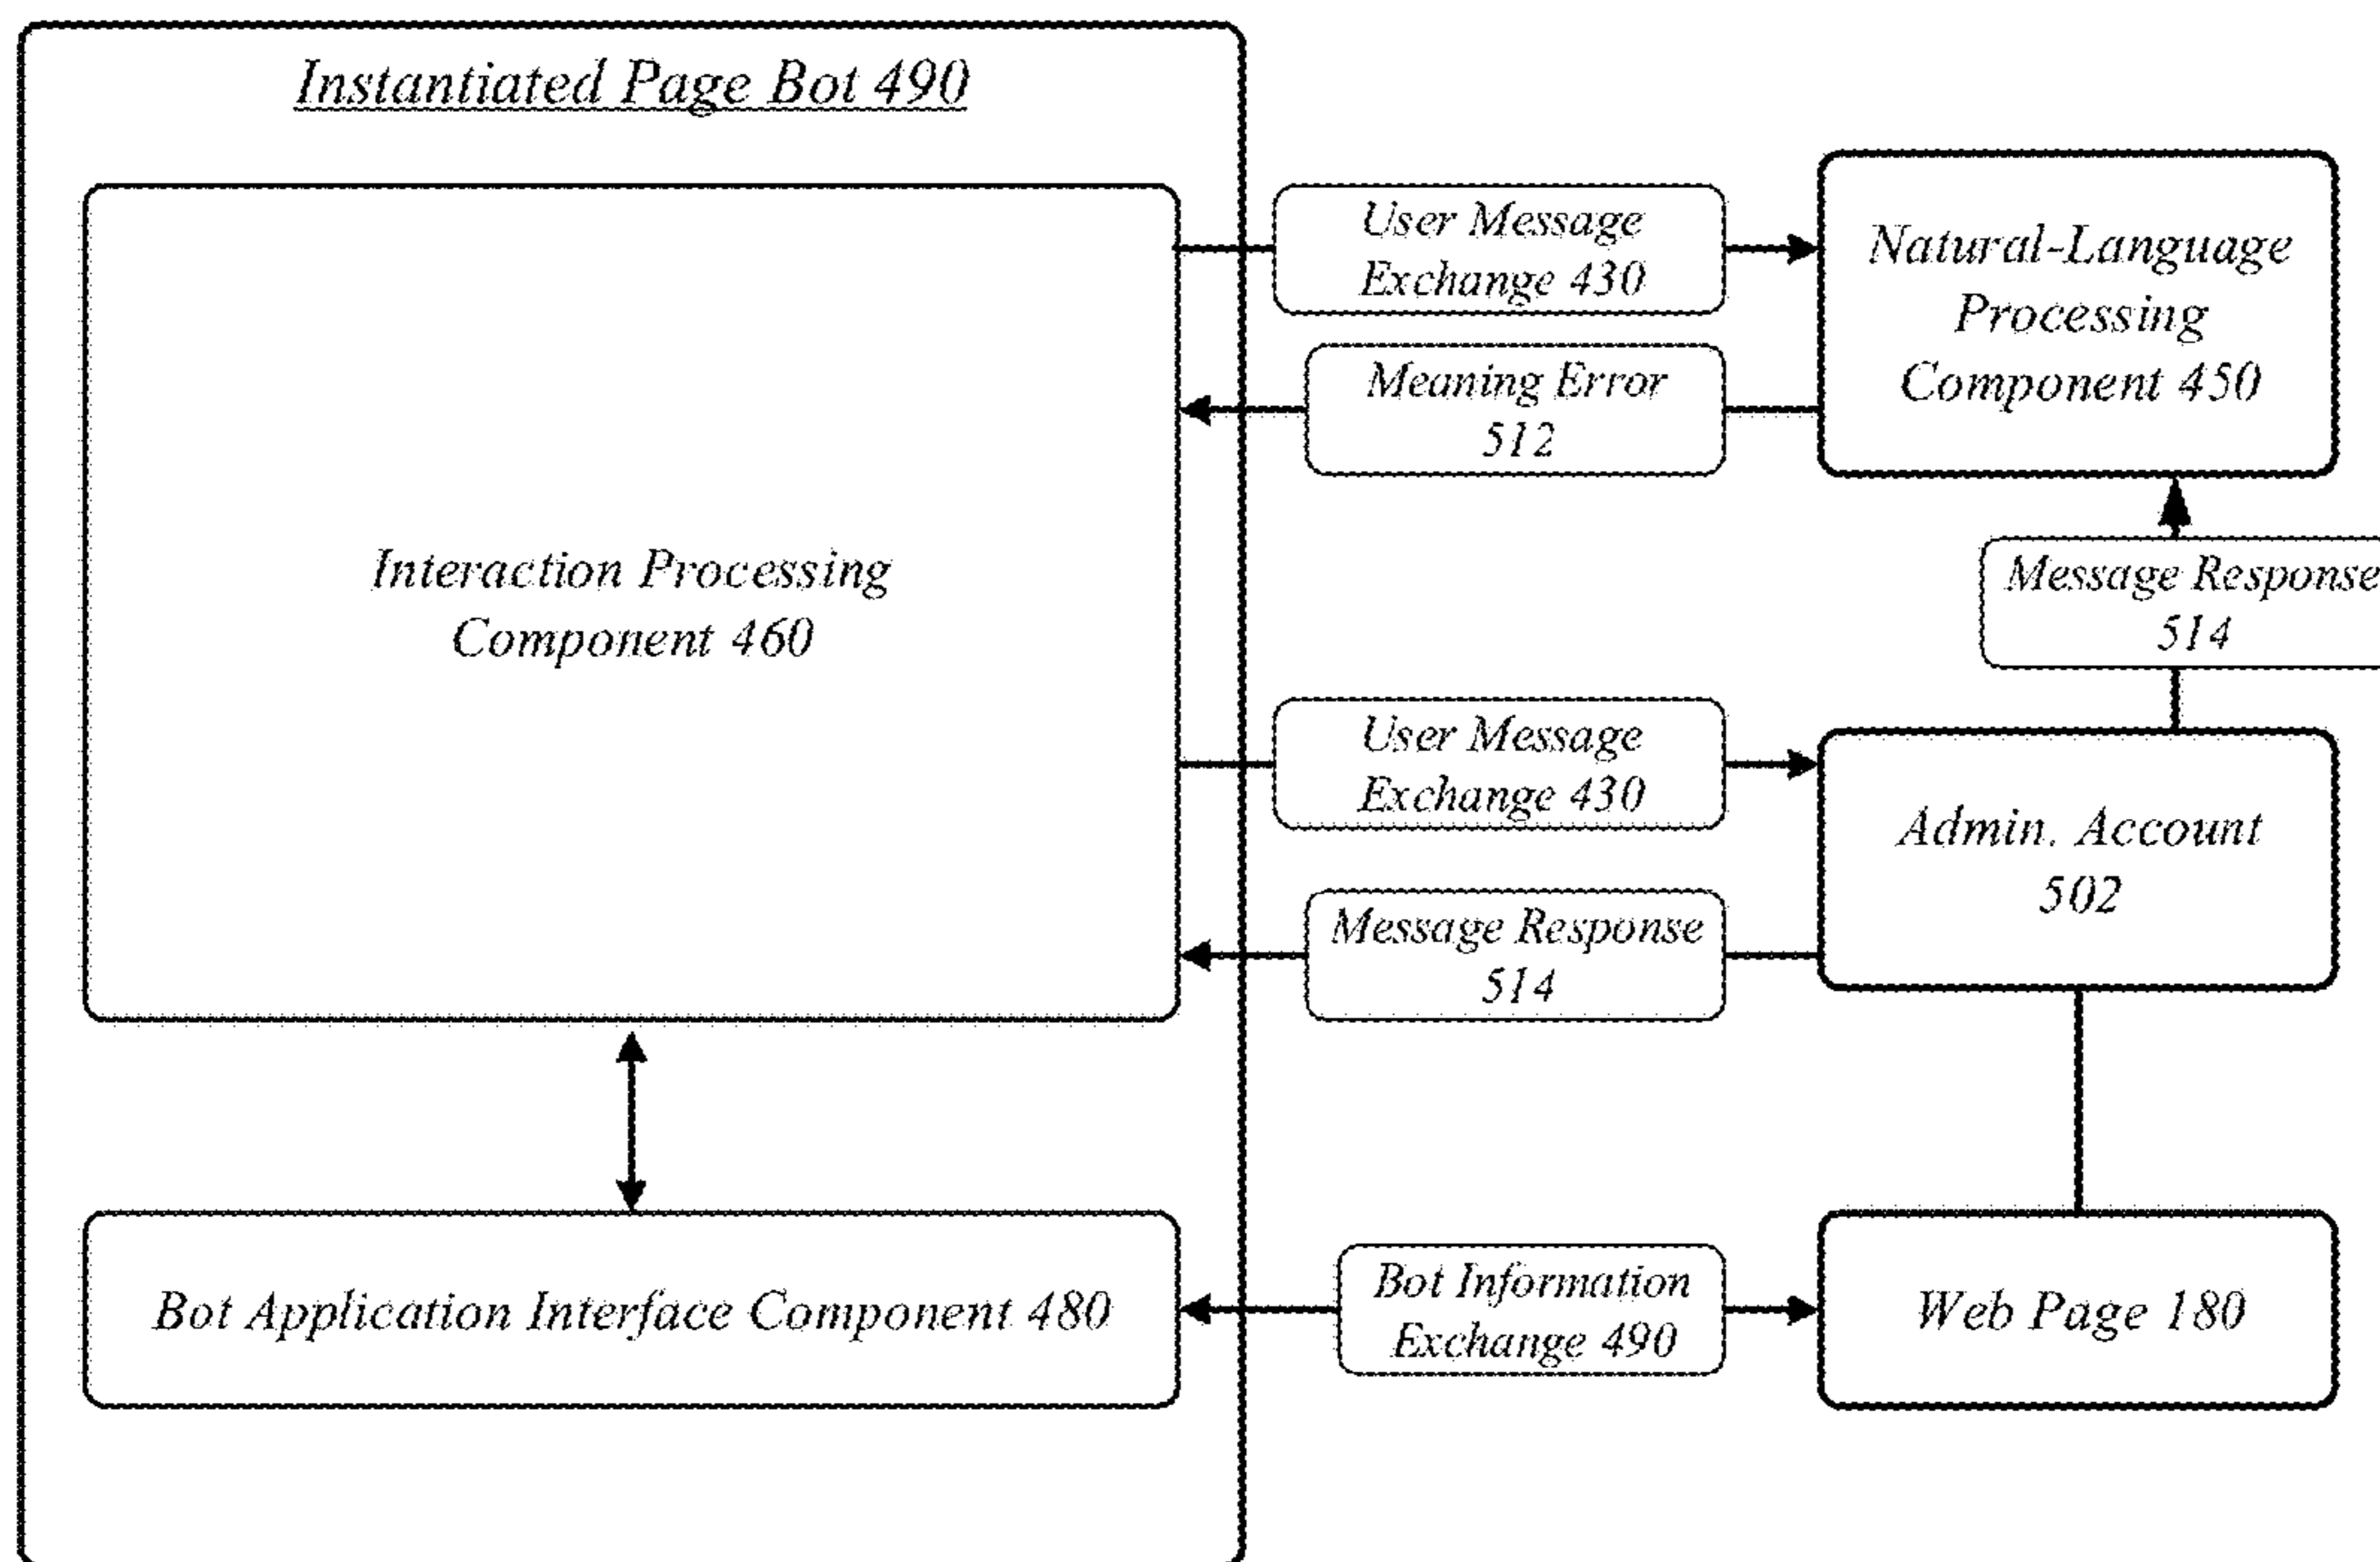 Instantiated Page Bot 490
User Message
Exchange 430
Natural-Language
Processing
Component 450
Meaning Error
512
Interaction Processing
Component 460
Message Response
514
User Message
Exchange 430
Admin. Account
502
Message Response
514
Bot Application Interface Component 480
Bot Information
Exchange 490
Web Page 180